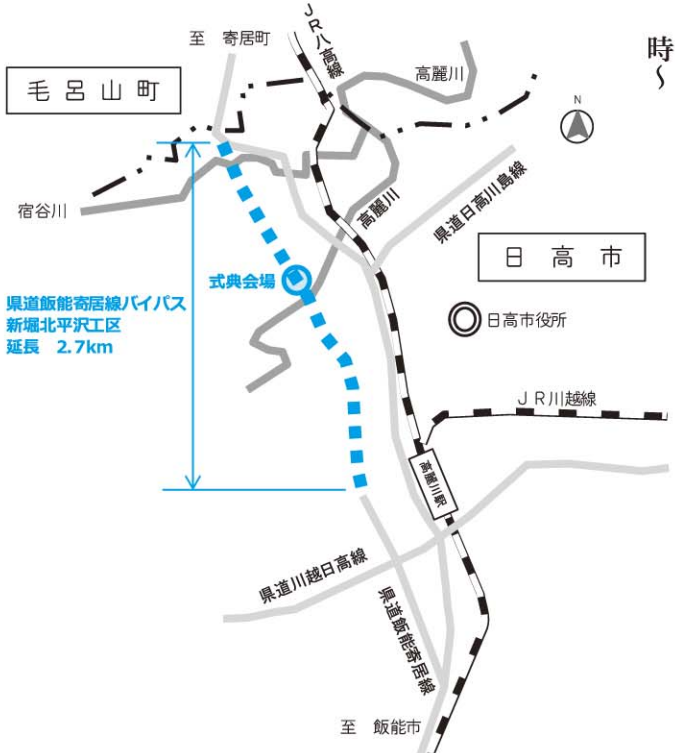 時～
至　寄居町
ＪＲ八高線
高麗川
毛呂山町
N
宿谷川
高麗川
県道日高川島線
日高市
式典会場
県道飯能寄居線バイパス
新堀北平沢工区
延長　2.7km
日高市役所
ＪＲ川越線
高麗川駅
県道川越日高線
県道飯能寄居線
至　飯能市